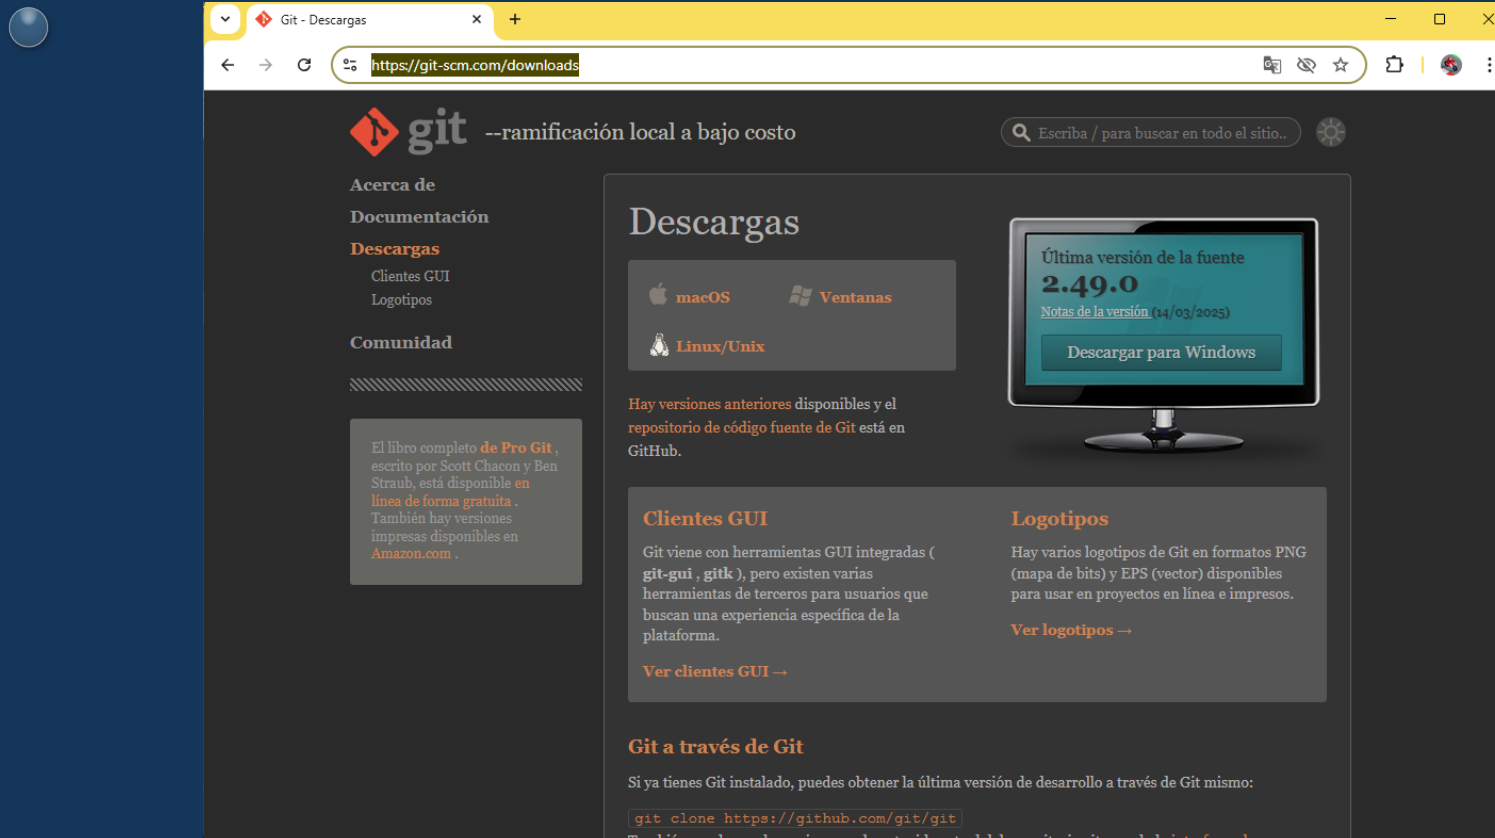 Git - Descargas
https://git-scm.com/downloads
git --ramificación local a bajo costo
Escriba / para buscar en todo el sitio..
Acerca de
Documentación
Descargas
Clientes GUI
Logotipos
Comunidad
El libro completo de Pro Git ,
escrito por Scott Chacon y Ben
Straub, está disponible en
línea de forma gratuita .
También hay versiones
impresas disponibles en
Amazon.com .
Descargas
macOS
Ventanas
Linux/Unix
Última versión de la fuente
2.49.0
Notas de la versión (14/03/2025)
Descargar para Windows
Hay versiones anteriores disponibles y el
repositorio de código fuente de Git está en
GitHub.
Clientes GUI
Git viene con herramientas GUI integradas (
git-gui , gitk ), pero existen varias
herramientas de terceros para usuarios que
buscan una experiencia específica de la
plataforma.
Ver clientes GUI →
Logotipos
Hay varios logotipos de Git en formatos PNG
(mapa de bits) y EPS (vector) disponibles
para usar en proyectos en línea e impresos.
Ver logotipos →
Git a través de Git
Si ya tienes Git instalado, puedes obtener la última versión de desarrollo a través de Git mismo:
git clone https://github.com/git/git